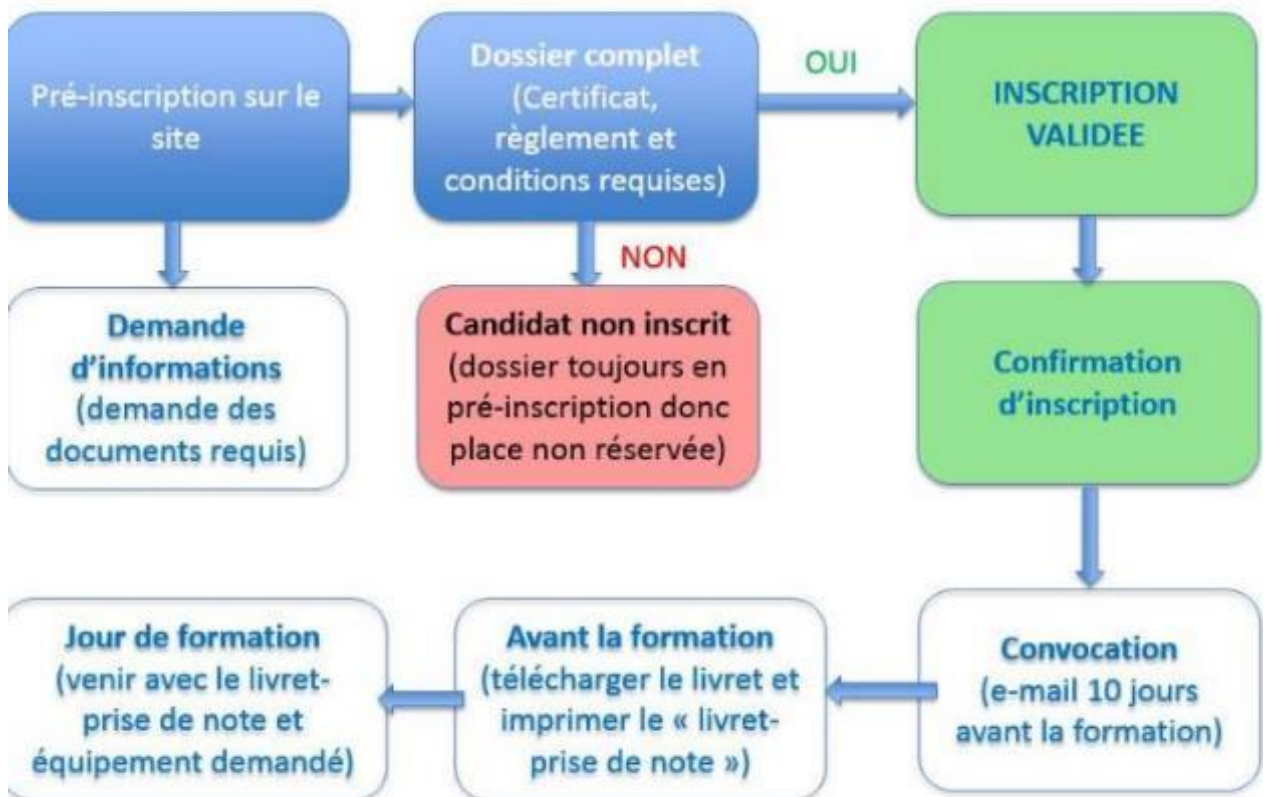 Pré-inscription sur le
site
Dossier complet
(Certificat,
règlement et
conditions requises)
OUI
INSCRIPTION
VALIDEE
NON
Demande
d'informations
(demande des
documents requis)
Candidat non inscrit
(dossier toujours en
pré-inscription donc
place non réservée)
Confirmation
d'inscription
Convocation
(e-mail 10 jours
avant la formation)
Avant la formation
(télécharger le livret et
imprimer le « livret-
prise de note »)
Jour de formation
(venir avec le livret-
prise de note et
équipement demandé)